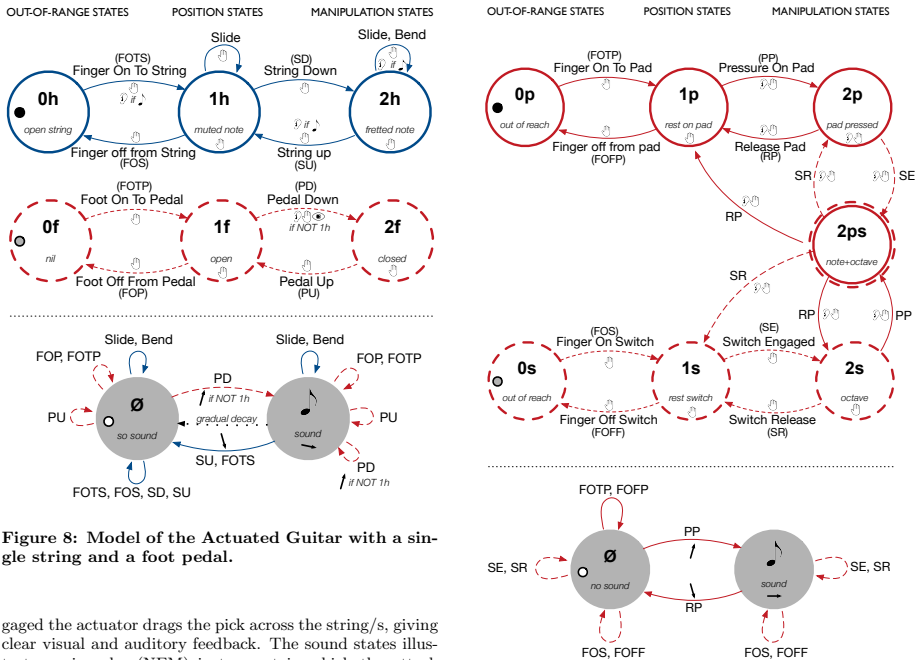 OUT-OF-RANGE STATES
POSITION STATES
MANIPULATION STATES
Slide
Slide, Bend
(FOTS)
Finger On To String
if
(SD)
String Down
if
0h
open string
1h
muted note
2h
fretted note
Finger off from String
(FOS)
if
String up
(SU)
(FOTP)
Foot On To Pedal
(PD)
Pedal Down
if NOT 1h
0f
nil
1f
open
2f
closed
Foot Off From Pedal
(FOP)
Pedal Up
(PU)
Slide, Bend
Slide, Bend
FOP, FOTP
FOP, FOTP
PD
if NOT 1h
PU
Ø
so sound
gradual decay
sound
PU
SU, FOTS
PD
if NOT 1h
FOTS, FOS, SD, SU
Figure 8: Model of the Actuated Guitar with a sin-
gle string and a foot pedal.
gaged the actuator drags the pick across the string/s, giving
clear visual and auditory feedback. The sound states illus-
OUT-OF-RANGE STATES
POSITION STATES
MANIPULATION STATES
(FOTP)
Finger On To Pad
(PP)
Pressure On Pad
0p
out of reach
1p
rest on pad
2p
pad pressed
Finger off from pad
(FOFP)
Release Pad
(RP)
SR
SE
RP
2ps
note+octave
SR
RP
PP
(FOS)
Finger On Switch
(SE)
Switch Engaged
0s
out of reach
1s
rest switch
2s
octave
Finger Off Switch
(FOFF)
Switch Release
(SR)
FOTP, FOFP
PP
Ø
no sound
sound
SE, SR
SE, SR
RP
FOS, FOFF
FOS, FOFF